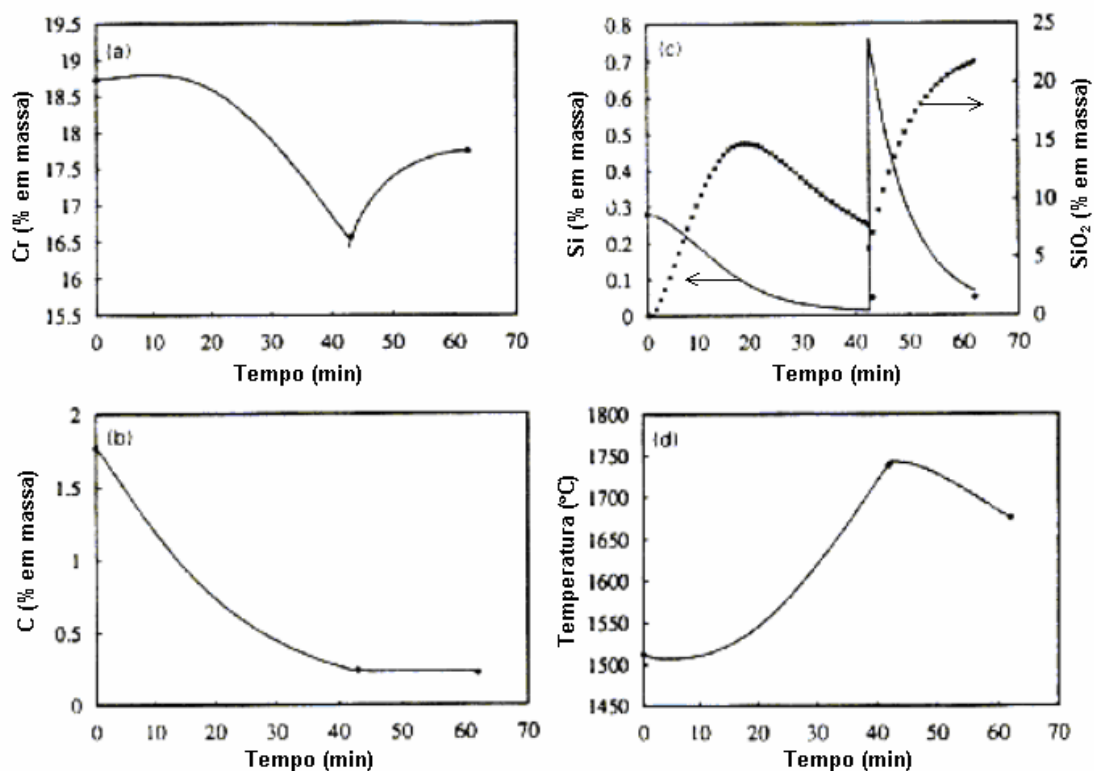 19.5
19
18.5
18
17.5
17
16.5
16
15.5
(a)
Cr (% em massa)
0 10 20 30 40 50 60 70
Tempo (min)
0.8
0.7
0.6
0.5
0.4
0.3
0.2
0.1
0
(c)
Si (% em massa)
25
20
15
10
5
0
SiO₂ (% em massa)
0 10 20 30 40 50 60 70
Tempo (min)
2
1.5
1
0.5
0
(b)
C (% em massa)
0 10 20 30 40 50 60 70
Tempo (min)
1800
1750
1700
1650
1600
1550
1500
1450
(d)
Temperatura (ºC)
0 10 20 30 40 50 60 70
Tempo (min)